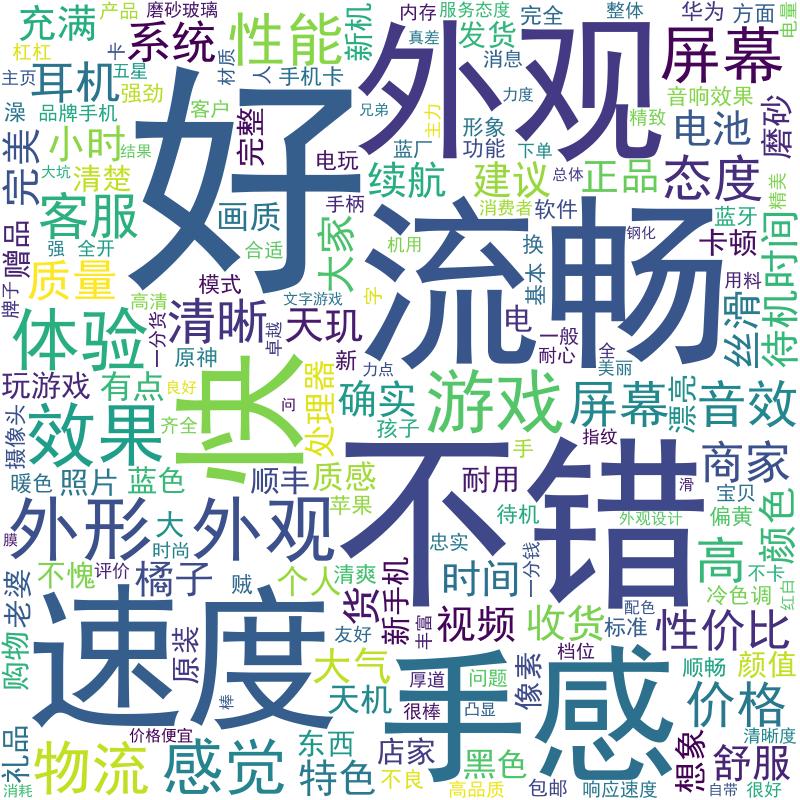 充满
产品
磨砂玻璃
内存
服务态度
完全
整体
华为
方面
电量
杠杠
卡
系统
性能
新机
真差
发货
消息
外观
屏幕
主页
五星
材质
人
手机卡
耳机
强劲
兄弟
力度
音响效果
澡
品牌手机
客户
好
主力
形象
精致
电池
磨砂
完美
小时
结果
完整
电玩
蓝厂
功能
下单
大坑
清楚
手柄
续航
总体
建议
正品
态度
精美
客服
画质
大家
消费者
软件
蓝牙
赠品
强
全开
合适
机用
流畅
换
钢化
卡顿
待机时间
质量
模式
基本
用料
丝滑
牌子
高清
文字游戏
字
体验
一分货
清晰
天玑
电
一般
全
原神
卓越
新
力点
耐心
美丽
玩游戏
有点
良好
快
向
处理器
确实
游戏
屏幕
漂亮
音效
摄像头
效果
齐全
孩子
手
指纹
暖色
照片
蓝色
顺丰
质感
不错
耐用
滑
商家
苹果
宝贝
外形
大
外观
待机
外观设计
偏黄
颜色
膜
时尚
忠实
一分钱
高
不卡
老婆
不愧
评价
橘子
贼
个人
清爽
时间
冷色调
红白
速度
货
新手机
丰富
视频
收货
配色
标准
性价比
购物
原装
友好
大气
手感
厚道
问题
像素
档位
顺畅
颜值
棒
天机
很棒
凸显
价格
礼品
价格便宜
东西
店家
黑色
想象
清晰度
消耗
物流
感觉
特色
不良
高品质
包邮
响应速度
自带
舒服
很好